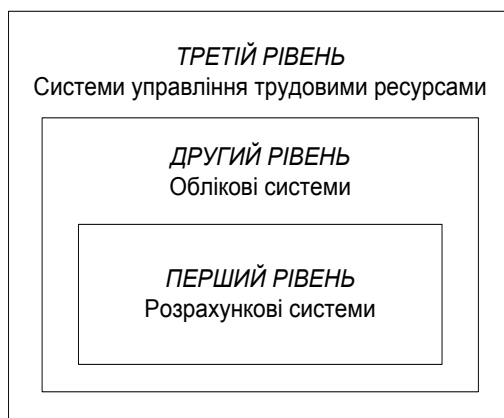 ТРЕТІЙ РІВЕНЬ
Системи управління трудовими ресурсами
ДРУГИЙ РІВЕНЬ
Облікові системи
ПЕРШИЙ РІВЕНЬ
Розрахункові системи